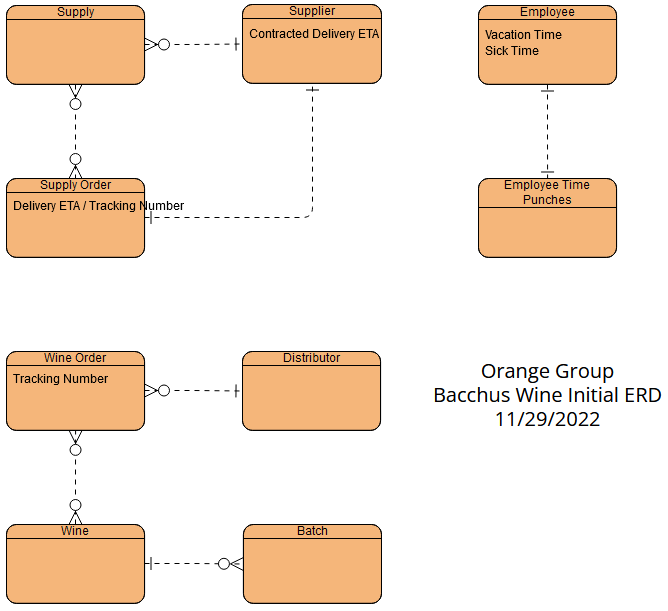 Supply
Supplier
Contracted Delivery ETA
Employee
Vacation Time
Sick Time
Supply Order
Delivery ETA / Tracking Number
Employee Time
Punches
Wine Order
Tracking Number
Distributor
Orange Group
Bacchus Wine Initial ERD
11/29/2022
Wine
Batch